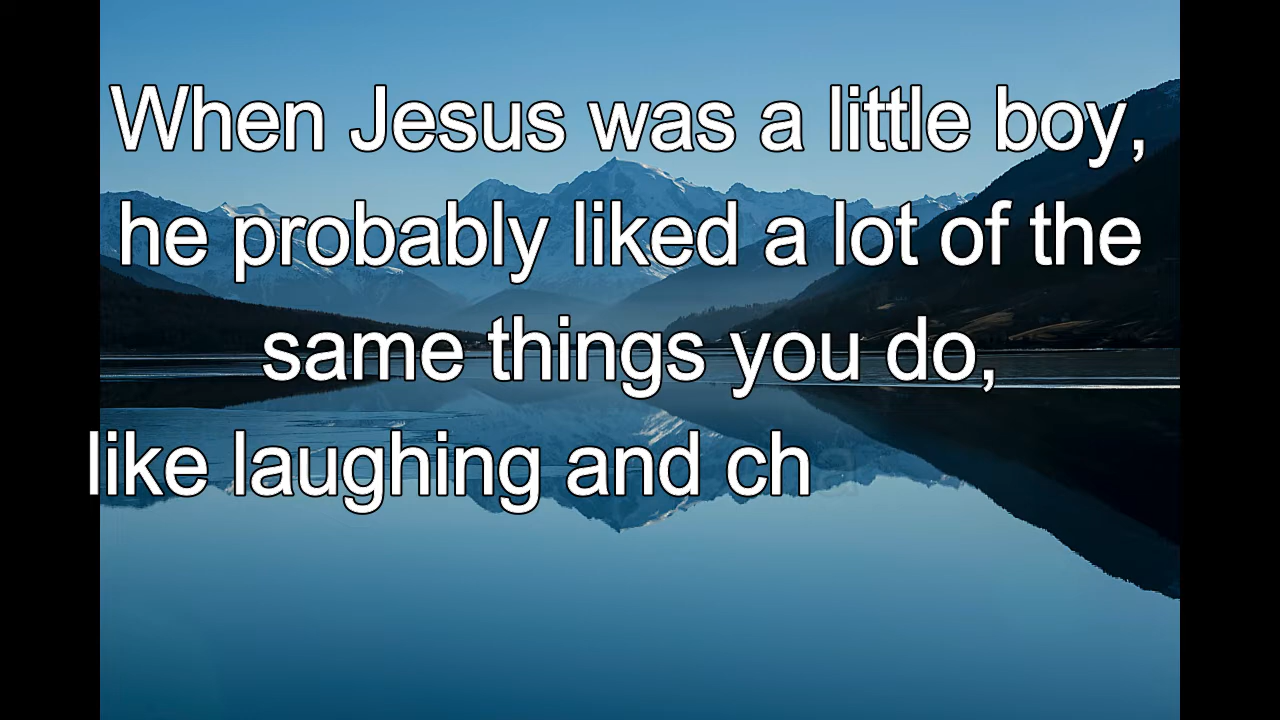 When Jesus was a little boy,
he probably liked a lot of the
same things you do,
like laughing and ch